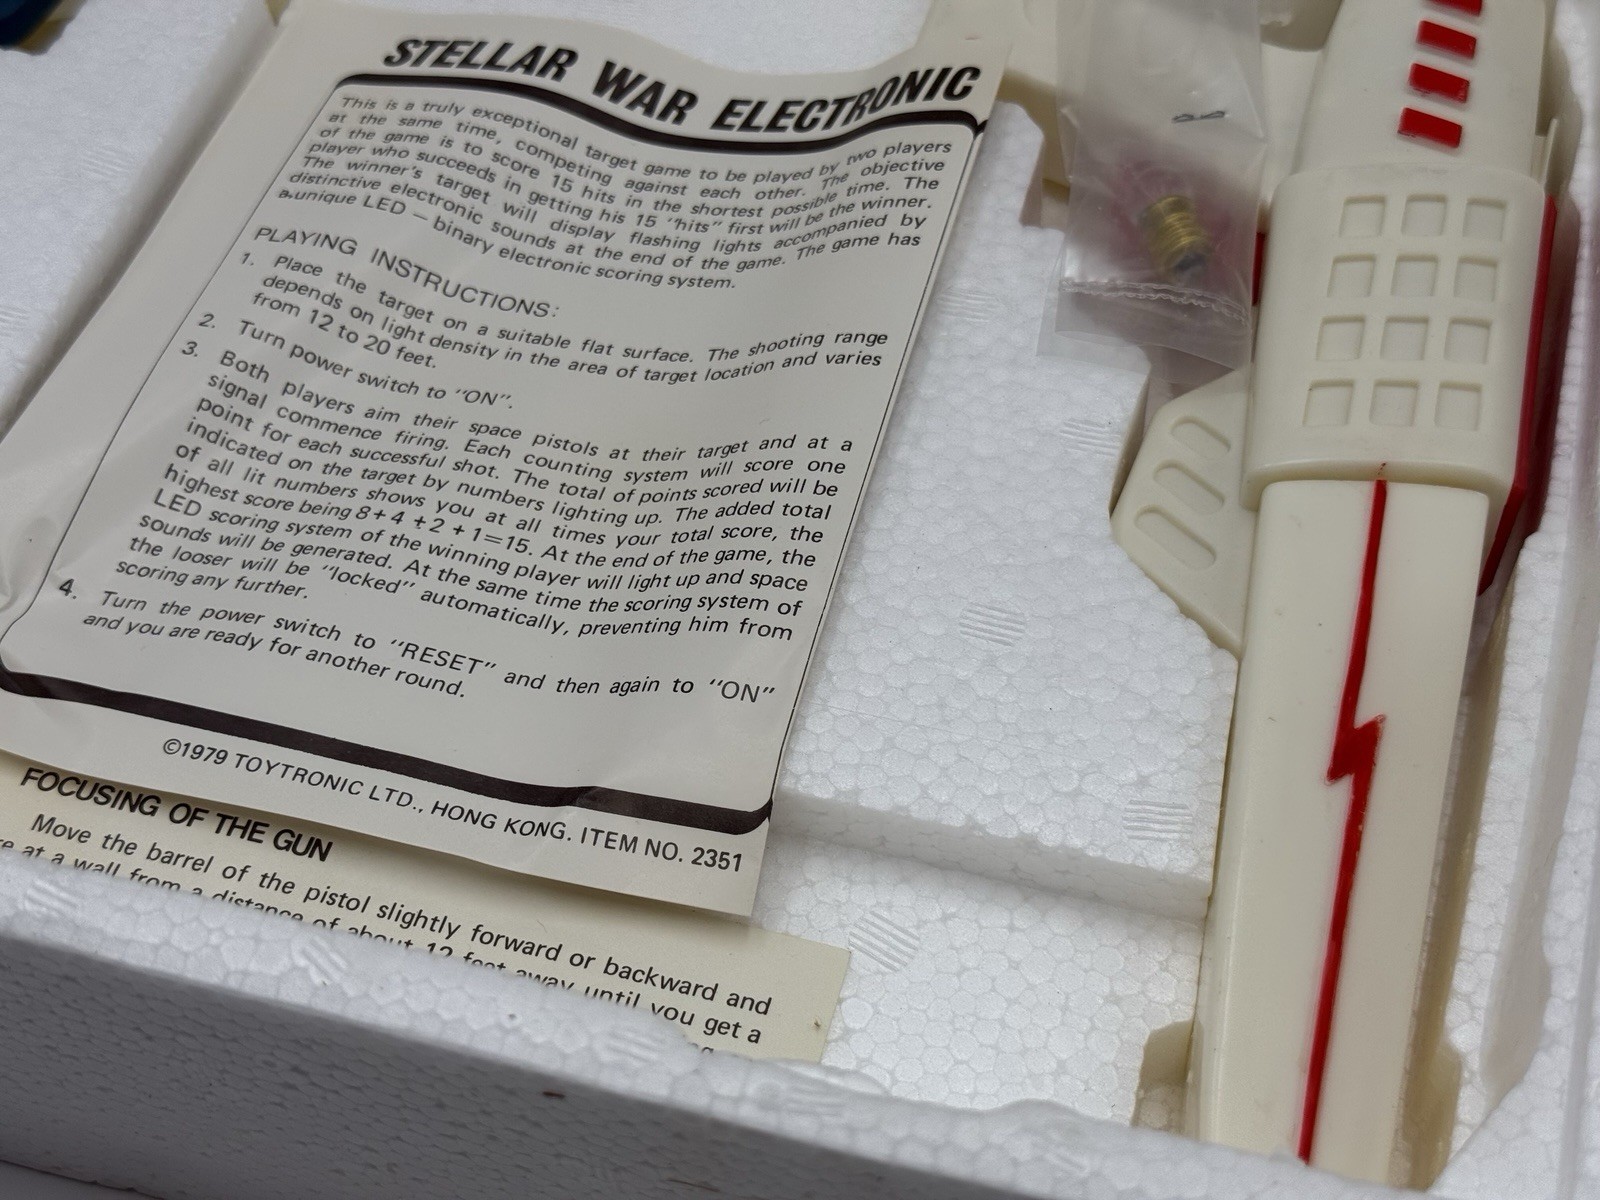 STELLAR WAR ELECTRONIC
This is a truly exceptional target game to be played by two players
at the same time, competing against each other. The objective
of the game is to score 15 hits in the shortest possible time. The
player who succeeds in getting his 15 "hits" first will be the winner.
The winner's target will display flashing lights accompanied by
distinctive electronic sounds at the end of the game. The game has
a unique LED – binary electronic scoring system.
PLAYING INSTRUCTIONS:
1. Place the target on a suitable flat surface. The shooting range
depends on light density in the area of target location and varies
from 12 to 20 feet.
2. Turn power switch to "ON".
3. Both players aim their space pistols at their target and at a
signal commence firing. Each counting system will score one
point for each successful shot. The total of points scored will be
indicated on the target by numbers lighting up. The added total
of all lit numbers shows you at all times your total score, the
highest score being 8+4+2+1=15. At the end of the game, the
LED scoring system of the winning player will light up and space
sounds will be generated. At the same time the scoring system of
the looser will be "locked" automatically, preventing him from
scoring any further.
4. Turn the power switch to "RESET" and then again to "ON"
and you are ready for another round.
©1979 TOYTRONIC LTD., HONG KONG. ITEM NO. 2351
FOCUSING OF THE GUN
Move the barrel of the pistol slightly forward or backward and
at a wall from a distance of about 12 feet away until you get a